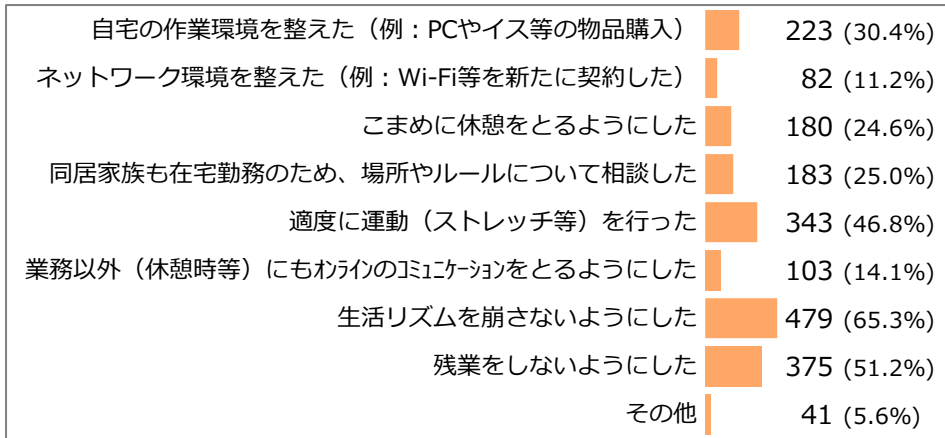 自宅の作業環境を整えた（例：PCやイス等の物品購入） 223 (30.4%)
ネットワーク環境を整えた（例：Wi-Fi等を新たに契約した） 82 (11.2%)
こまめに休憩をとるようにした 180 (24.6%)
同居家族も在宅勤務のため、場所やルールについて相談した 183 (25.0%)
適度に運動（ストレッチ等）を行った 343 (46.8%)
業務以外（休憩時等）にもｵﾝﾗｲﾝのｺﾐｭﾆｹｰｼｮﾝをとるようにした 103 (14.1%)
生活リズムを崩さないようにした 479 (65.3%)
残業をしないようにした 375 (51.2%)
その他 41 (5.6%)